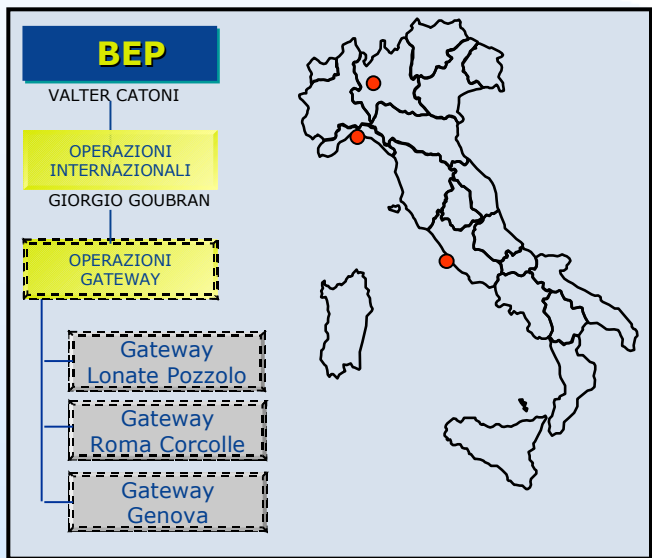 BEP
VALTER CATONI
OPERAZIONI
INTERNAZIONALI
GIORGIO GOUBRAN
OPERAZIONI
GATEWAY
Gateway
Lonate Pozzolo
Gateway
Roma Corcolle
Gateway
Genova